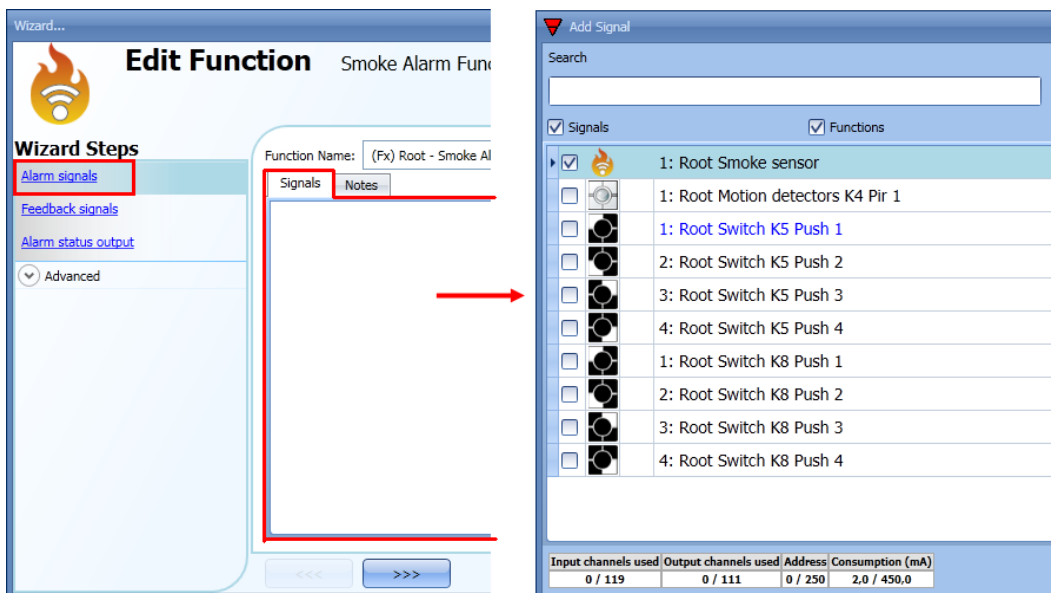 Wizard...
Edit Function Smoke Alarm Func
Wizard Steps
Alarm signals
Feedback signals
Alarm status output
Advanced
Function Name: (Fx) Root - Smoke Al
Signals Notes
<<< >>>
Add Signal
Search
Signals Functions
1: Root Smoke sensor
1: Root Motion detectors K4 Pir 1
1: Root Switch K5 Push 1
2: Root Switch K5 Push 2
3: Root Switch K5 Push 3
4: Root Switch K5 Push 4
1: Root Switch K8 Push 1
2: Root Switch K8 Push 2
3: Root Switch K8 Push 3
4: Root Switch K8 Push 4
Input channels used Output channels used Address Consumption (mA)
0 / 119 0 / 111 0 / 250 2,0 / 450,0